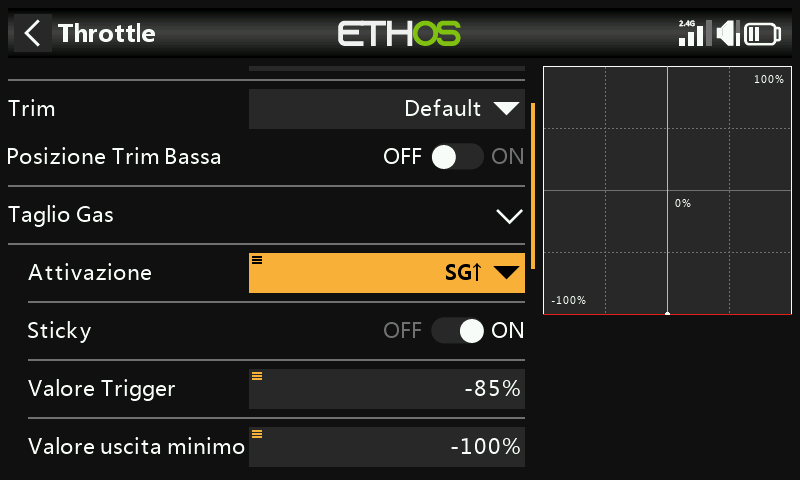 Throttle
ETHOS
2.4G
Trim
Default
Posizione Trim Bassa
OFF ON
Taglio Gas
Attivazione
SG↑
Sticky
OFF ON
Valore Trigger
-85%
Valore uscita minimo
-100%
100%
0%
-100%